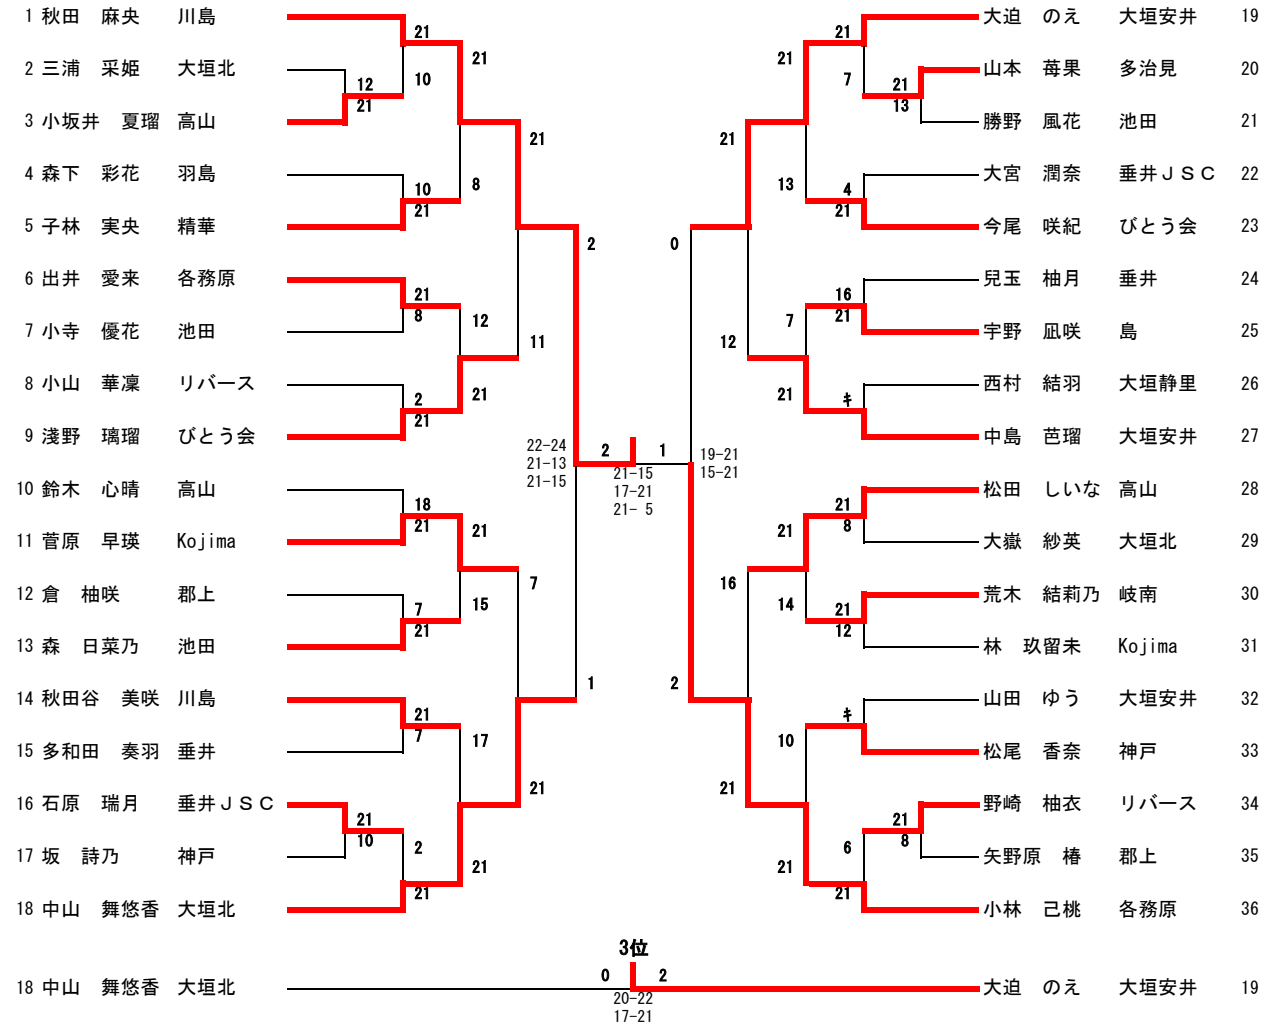 1 秋田　麻央　川島
21
21
大迫　のえ　大垣安井 19
21
21
2 三浦　采姫　大垣北
12
10
7
21
山本　苺果　多治見 20
21
13
3 小坂井　夏瑠　高山
勝野　風花　池田 21
21
21
4 森下　彩花　羽島
10
8
13
4
大宮　潤奈　垂井ＪＳＣ 22
21
21
5 子林　実央　精華
今尾　咲紀　びとう会 23
2
0
6 出井　愛来　各務原
兒玉　柚月　垂井 24
21
16
8
12
7
21
7 小寺　優花　池田
宇野　凪咲　島 25
11
12
8 小山　華凜　リバース
西村　結羽　大垣静里 26
2
21
21
キ
21
9 淺野　璃瑠　びとう会
中島　芭瑠　大垣安井 27
22-24
21-13
21-15
2
1
21-15
17-21
21- 5
19-21
15-21
10 鈴木　心晴　高山
松田　しいな　高山 28
18
21
21
21
21
8
11 菅原　早瑛　Kojima
大嶽　紗英　大垣北 29
7
16
12 倉　柚咲　郡上
荒木　結莉乃　岐南 30
7
15
14
21
21
12
13 森　日菜乃　池田
林　玖留未　Kojima 31
1
2
14 秋田谷　美咲　川島
山田　ゆう　大垣安井 32
21
キ
7
17
10
15 多和田　奏羽　垂井
松尾　香奈　神戸 33
21
21
16 石原　瑞月　垂井ＪＳＣ
野崎　柚衣　リバース 34
21
21
10
2
6
8
17 坂　詩乃　神戸
矢野原　椿　郡上 35
21
21
21
21
18 中山　舞悠香　大垣北
小林　己桃　各務原 36
3位
0
2
18 中山　舞悠香　大垣北
大迫　のえ　大垣安井 19
20-22
17-21